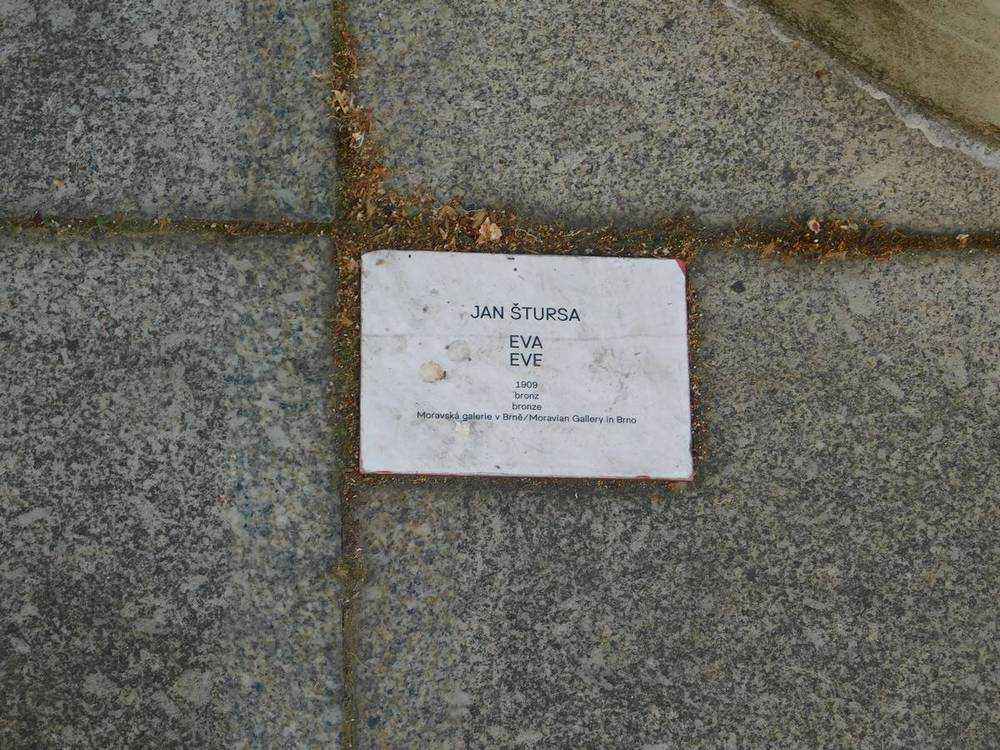 JAN ŠTURSA
EVA
EVE
1909
bronz
bronze
Moravská galerie v Brně/Moravian Gallery in Brno